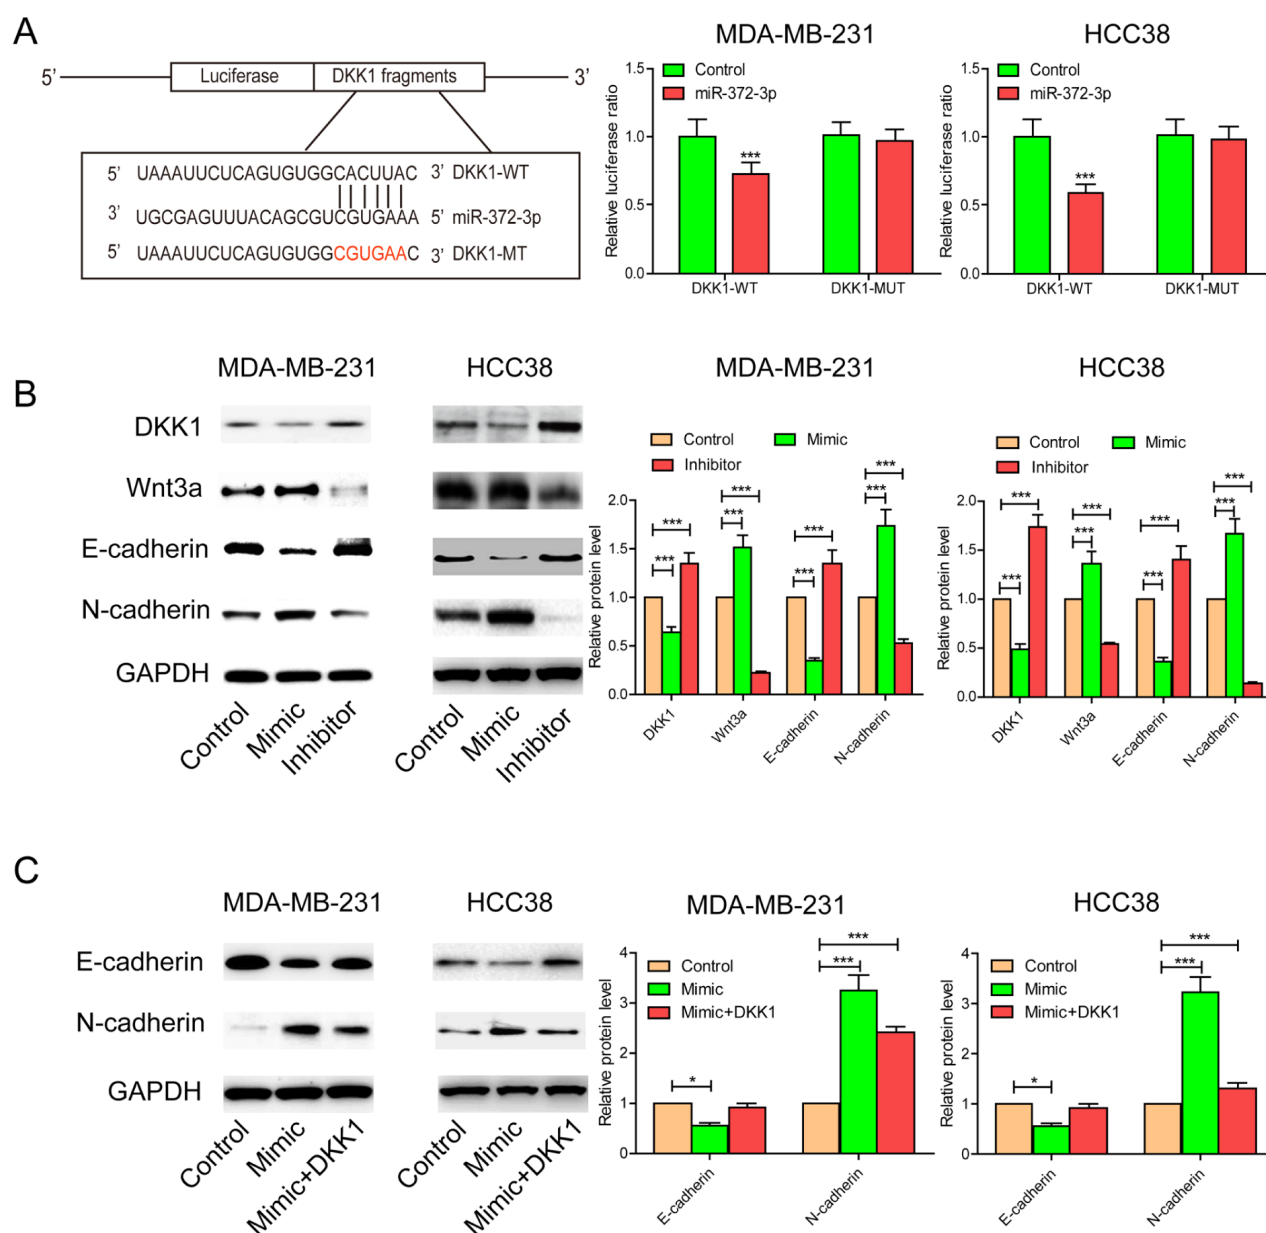 A
5' Luciferase DKK1 fragments 3'
5' UAAAUUCUCAGUGUGGCACUUAC 3' DKK1-WT
3' UGCGAGUUUACAGCGUCGUGAAA 5' miR-372-3p
5' UAAAUUCUCAGUGUGGCGUGAAC 3' DKK1-MT
MDA-MB-231
Control
miR-372-3p
Relative luciferase ratio
1.5
1.0
0.5
0.0
***
DKK1-WT DKK1-MUT
HCC38
Control
miR-372-3p
Relative luciferase ratio
1.5
1.0
0.5
0.0
***
DKK1-WT DKK1-MUT
B
MDA-MB-231 HCC38
DKK1
Wnt3a
E-cadherin
N-cadherin
GAPDH
Control Mimic Inhibitor
Control Mimic Inhibitor
MDA-MB-231
Control Mimic
Inhibitor
Relative protein level
2.0
1.5
1.0
0.5
0.0
*** *** *** *** *** *** *** ***
DKK1 Wnt3a E-cadherin N-cadherin
HCC38
Control Mimic
Inhibitor
Relative protein level
2.0
1.5
1.0
0.5
0.0
*** *** *** *** *** *** *** ***
DKK1 Wnt3a E-cadherin N-cadherin
C
MDA-MB-231 HCC38
E-cadherin
N-cadherin
GAPDH
Control Mimic Mimic+DKK1
Control Mimic Mimic+DKK1
MDA-MB-231
Control
Mimic
Mimic+DKK1
Relative protein level
4
3
2
1
0
* *** ***
E-cadherin N-cadherin
HCC38
Control
Mimic
Mimic+DKK1
Relative protein level
4
3
2
1
0
* *** ***
E-cadherin N-cadherin